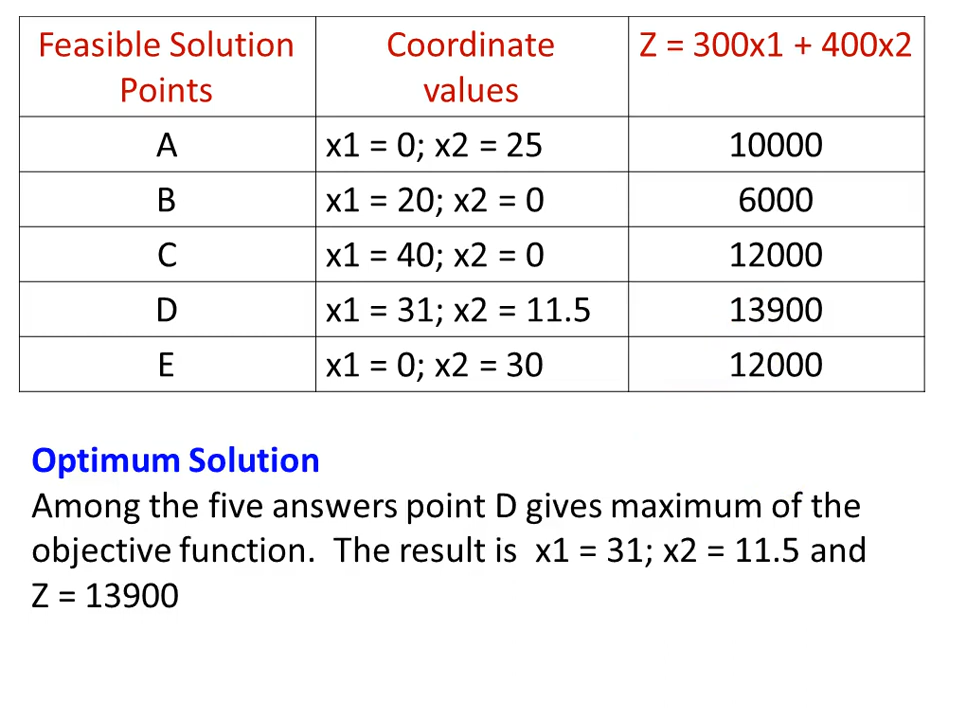 Feasible Solution Points
Coordinate values
Z = 300x1 + 400x2
A
x1 = 0; x2 = 25
10000
B
x1 = 20; x2 = 0
6000
C
x1 = 40; x2 = 0
12000
D
x1 = 31; x2 = 11.5
13900
E
x1 = 0; x2 = 30
12000
Optimum Solution
Among the five answers point D gives maximum of the
objective function.  The result is  x1 = 31; x2 = 11.5 and
Z = 13900